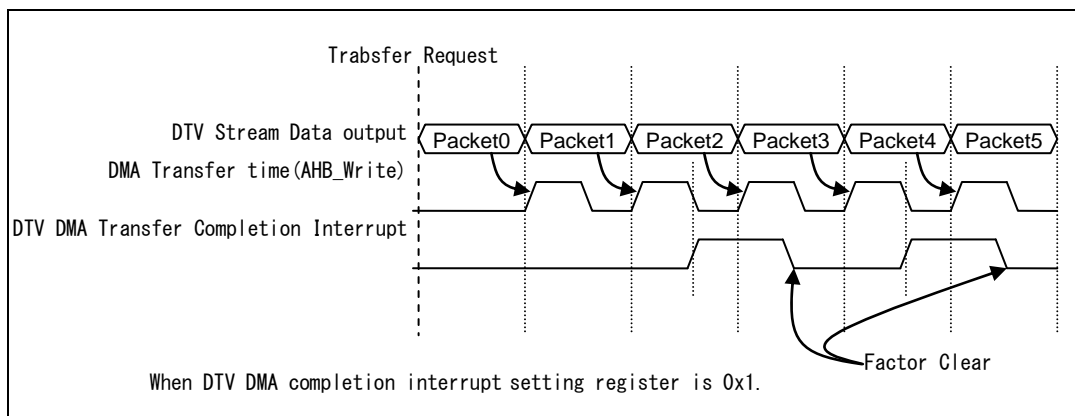 Trabsfer Request
DTV Stream Data output
Packet0 Packet1 Packet2 Packet3 Packet4 Packet5
DMA Transfer time(AHB_Write)
DTV DMA Transfer Completion Interrupt
Factor Clear
When DTV DMA completion interrupt setting register is 0x1.